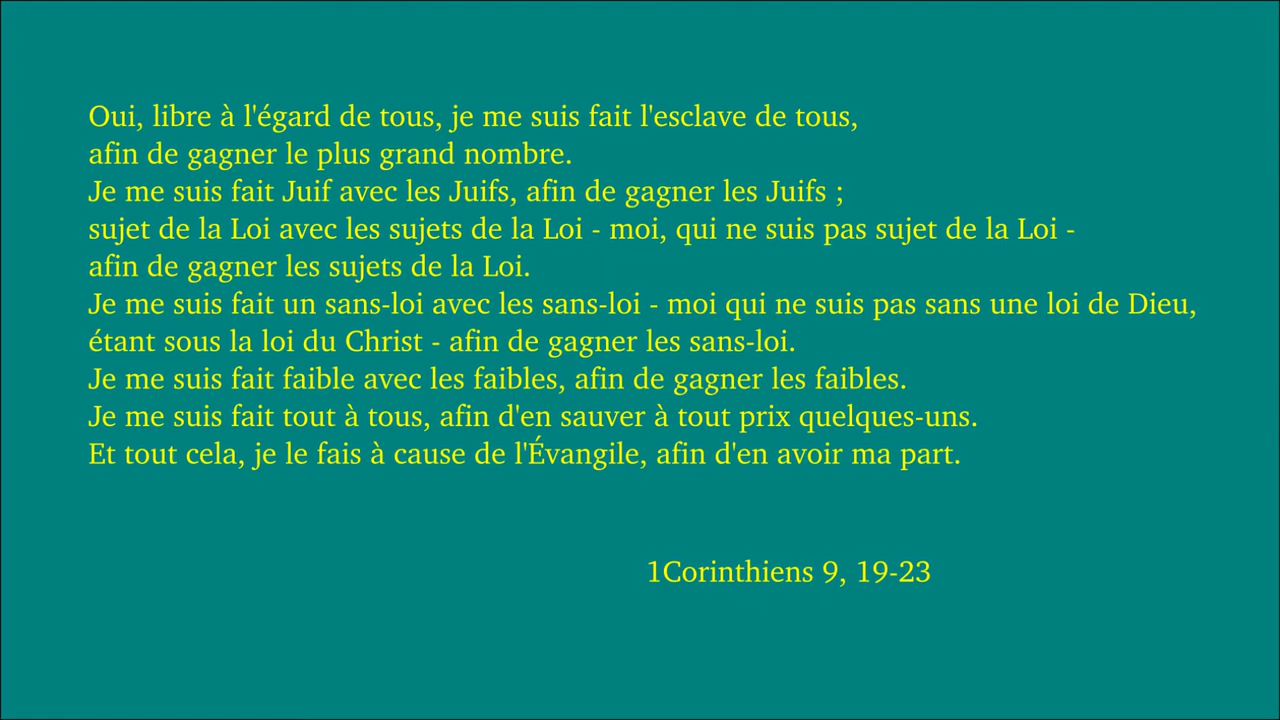 Oui, libre à l'égard de tous, je me suis fait l'esclave de tous,
afin de gagner le plus grand nombre.
Je me suis fait Juif avec les Juifs, afin de gagner les Juifs ;
sujet de la Loi avec les sujets de la Loi - moi, qui ne suis pas sujet de la Loi -
afin de gagner les sujets de la Loi.
Je me suis fait un sans-loi avec les sans-loi - moi qui ne suis pas sans une loi de Dieu,
étant sous la loi du Christ - afin de gagner les sans-loi.
Je me suis fait faible avec les faibles, afin de gagner les faibles.
Je me suis fait tout à tous, afin d'en sauver à tout prix quelques-uns.
Et tout cela, je le fais à cause de l'Évangile, afin d'en avoir ma part.
1Corinthiens 9, 19-23